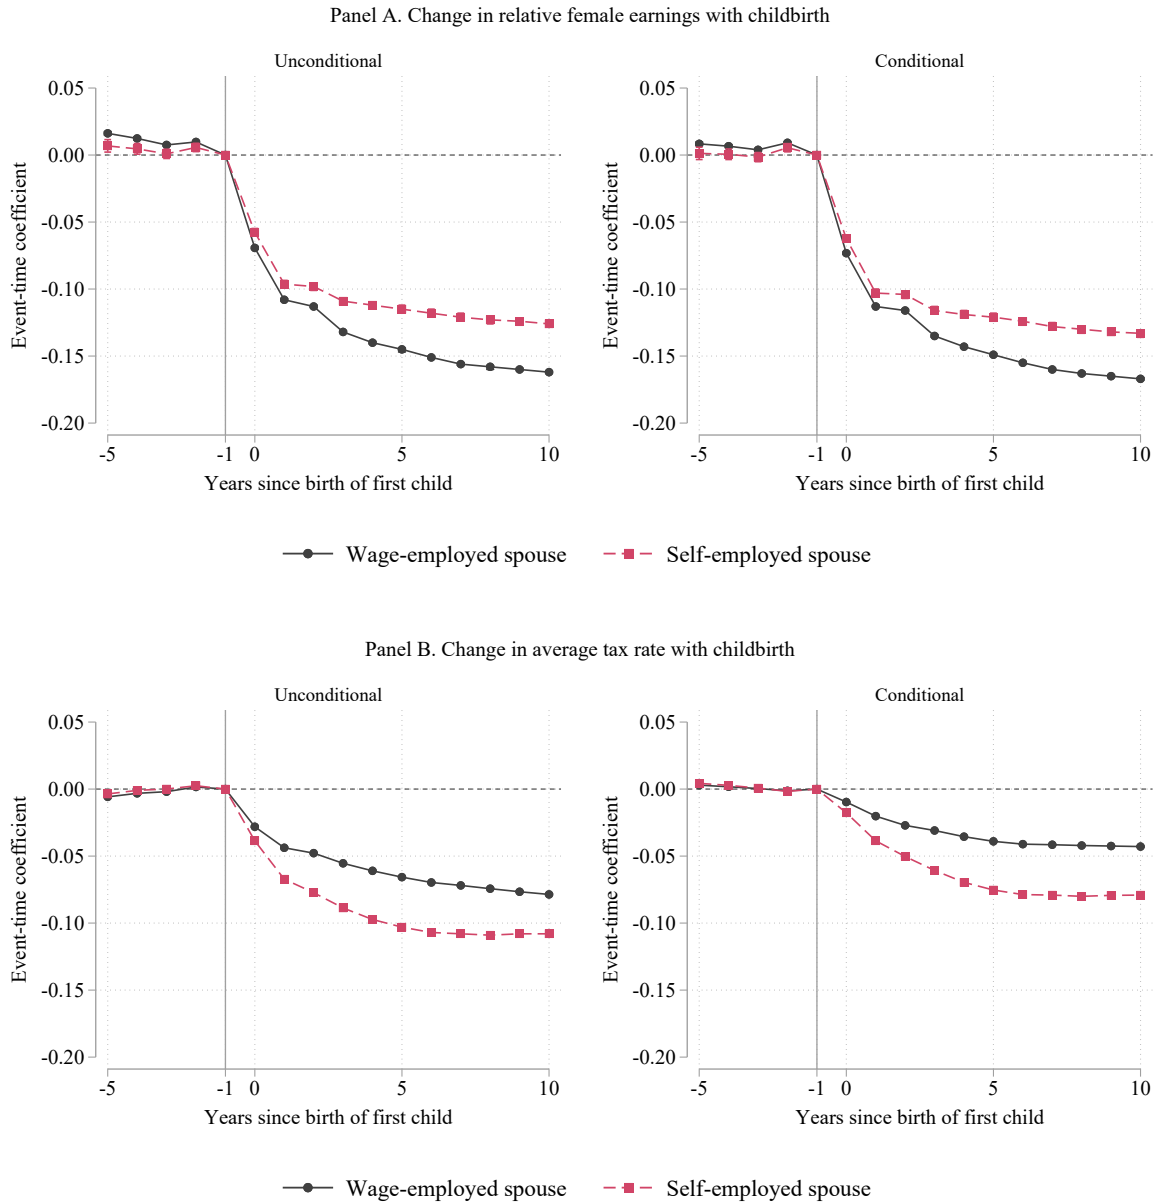 Panel A. Change in relative female earnings with childbirth
Unconditional
Event-time coefficient
0.05
0.00
-0.05
-0.10
-0.15
-0.20
-5
-1
0
5
10
Years since birth of first child
Conditional
Event-time coefficient
0.05
0.00
-0.05
-0.10
-0.15
-0.20
-5
-1
0
5
10
Years since birth of first child
Wage-employed spouse
Self-employed spouse
Panel B. Change in average tax rate with childbirth
Unconditional
Event-time coefficient
0.05
0.00
-0.05
-0.10
-0.15
-0.20
-5
-1
0
5
10
Years since birth of first child
Conditional
Event-time coefficient
0.05
0.00
-0.05
-0.10
-0.15
-0.20
-5
-1
0
5
10
Years since birth of first child
Wage-employed spouse
Self-employed spouse